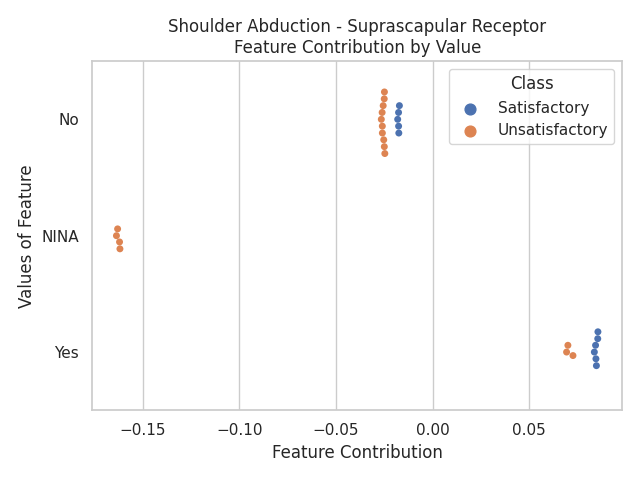 Shoulder Abduction - Suprascapular Receptor
Feature Contribution by Value
Class
Satisfactory
Unsatisfactory
Values of Feature
No
NINA
Yes
−0.15
−0.10
−0.05
0.00
0.05
Feature Contribution